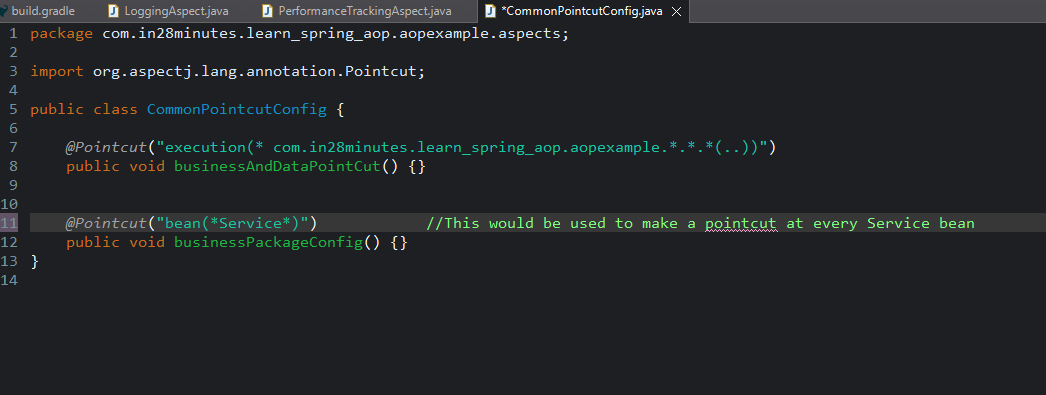 build.gradle LoggingAspect.java PerformanceTrackingAspect.java *CommonPointcutConfig.java
1 package com.in28minutes.learn_spring_aop.aopexample.aspects;
2
3 import org.aspectj.lang.annotation.Pointcut;
4
5 public class CommonPointcutConfig {
6
7 @Pointcut("execution(* com.in28minutes.learn_spring_aop.aopexample.*.*.*(..))")
8 public void businessAndDataPointCut() {}
9
10
11 @Pointcut("bean(*Service*)") //This would be used to make a pointcut at every Service bean
12 public void businessPackageConfig() {}
13 }
14